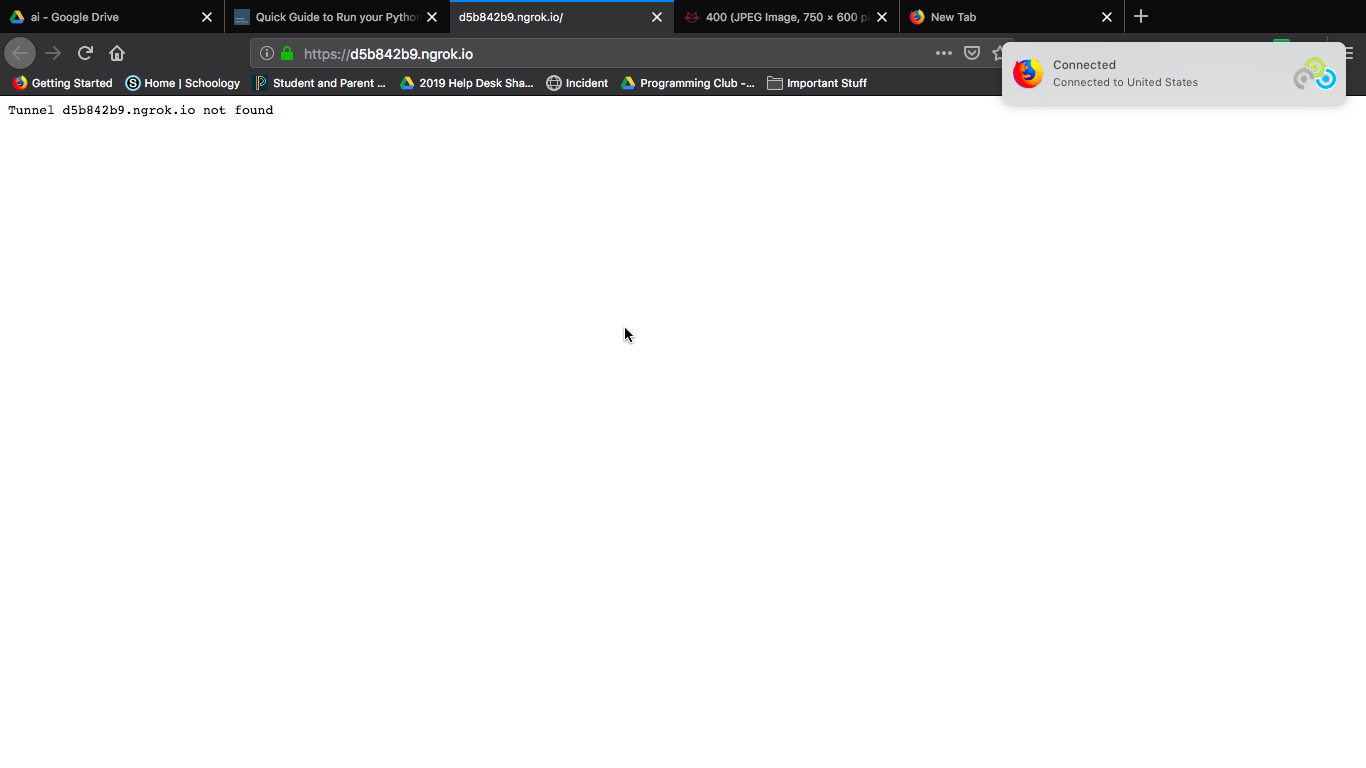 ai - Google Drive
Quick Guide to Run your Python
d5b842b9.ngrok.io/
400 (JPEG Image, 750 × 600 pi
New Tab
https://d5b842b9.ngrok.io
Connected
Connected to United States
Getting Started
Home | Schoology
Student and Parent ...
2019 Help Desk Sha...
Incident
Programming Club -...
Important Stuff
Tunnel d5b842b9.ngrok.io not found